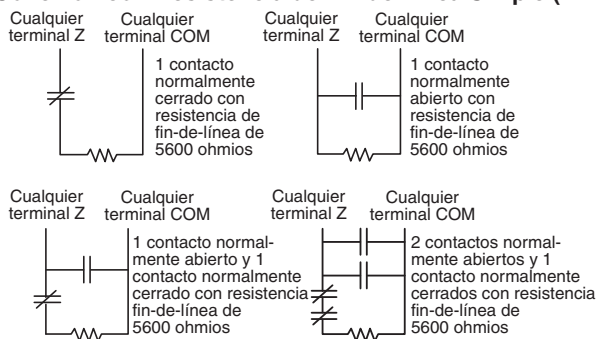 Cualquier terminal Z
Cualquier terminal COM
1 contacto
normalmente
cerrado con
resistencia de
fin-de-línea de
5600 ohmios
Cualquier terminal Z
Cualquier terminal COM
1 contacto
normalmente
abierto con
resistencia de
fin-de-línea de
5600 ohmios
Cualquier terminal Z
Cualquier terminal COM
1 contacto normal-
mente abierto y 1
contacto normalmente
cerrado con resistencia
fin-de-línea de
5600 ohmios
Cualquier terminal Z
Cualquier terminal COM
2 contactos normal-
mente abiertos y 1
contacto normalmente
cerrados con resistencia
fin-de-línea de
5600 ohmios